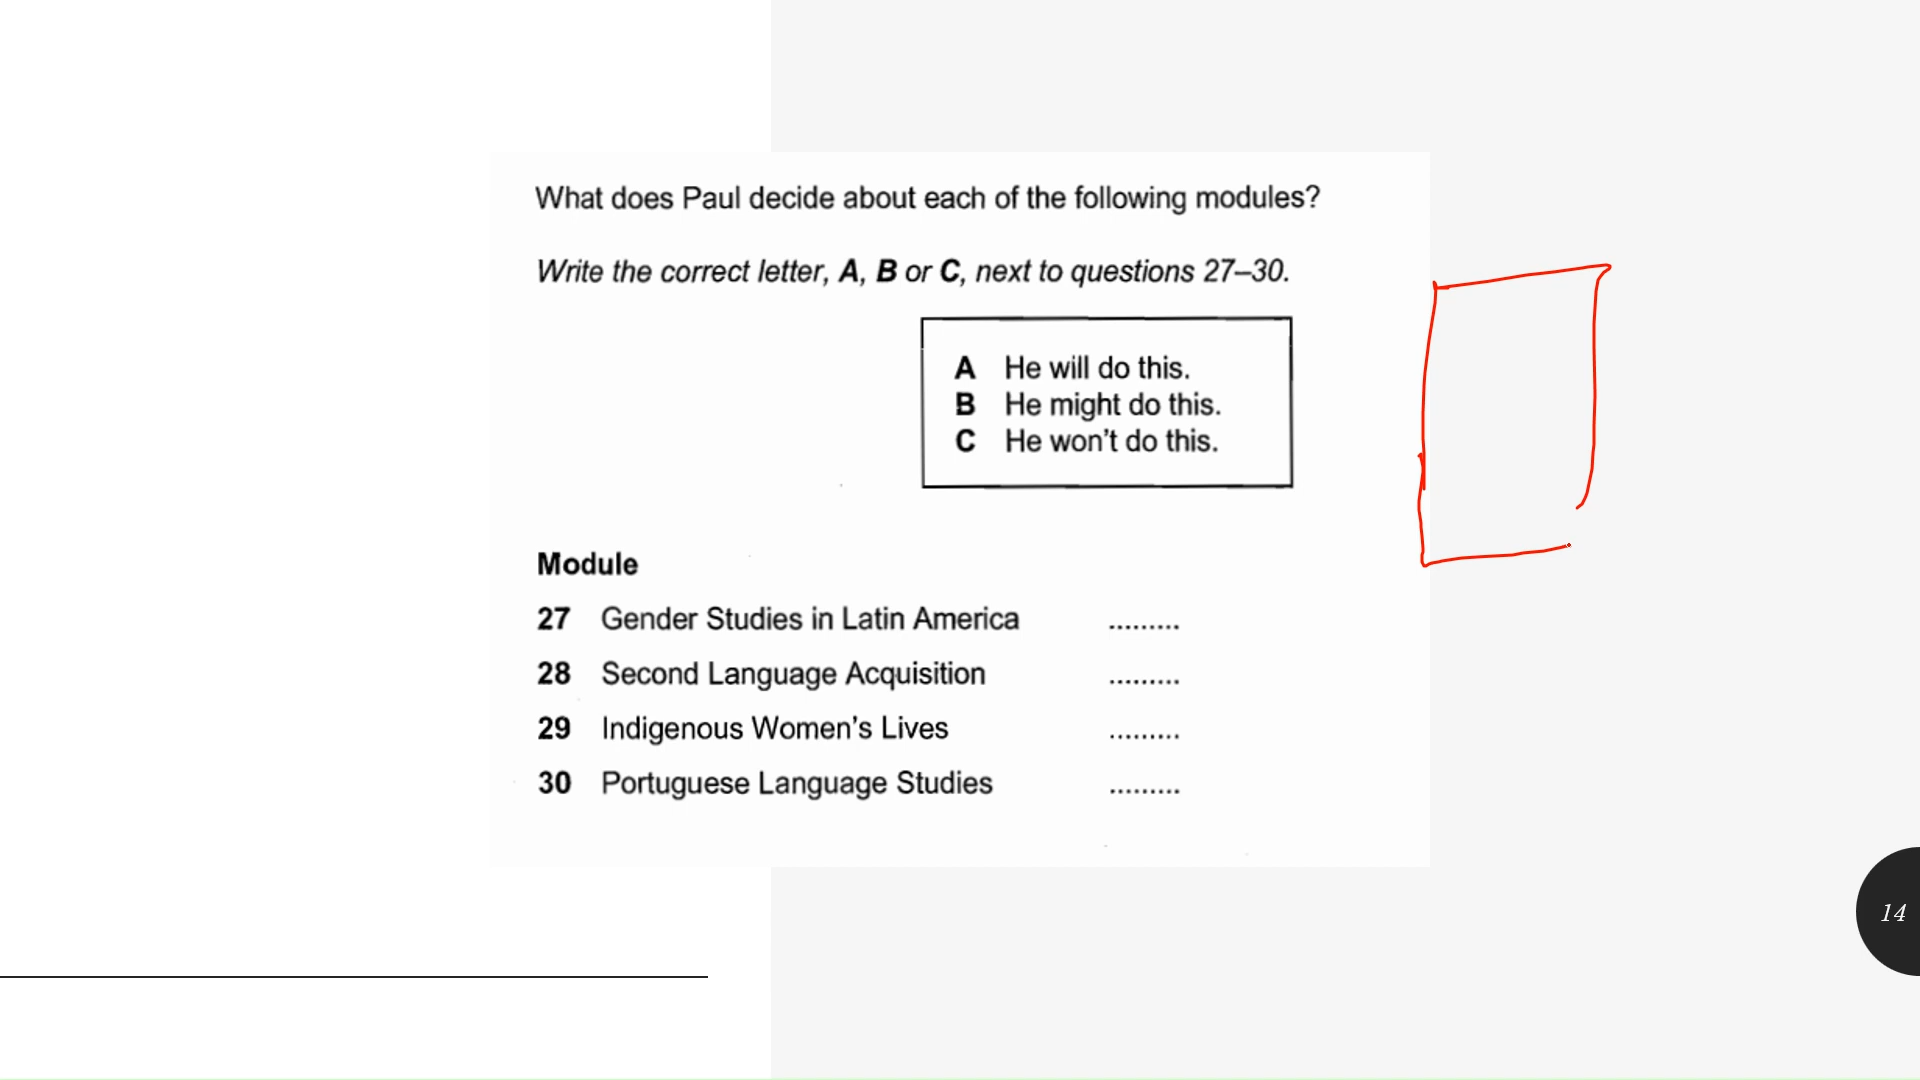 What does Paul decide about each of the following modules?
Write the correct letter, A, B or C, next to questions 27–30.
A He will do this.
B He might do this.
C He won't do this.
Module
27 Gender Studies in Latin America .........
28 Second Language Acquisition .........
29 Indigenous Women's Lives .........
30 Portuguese Language Studies .........
14